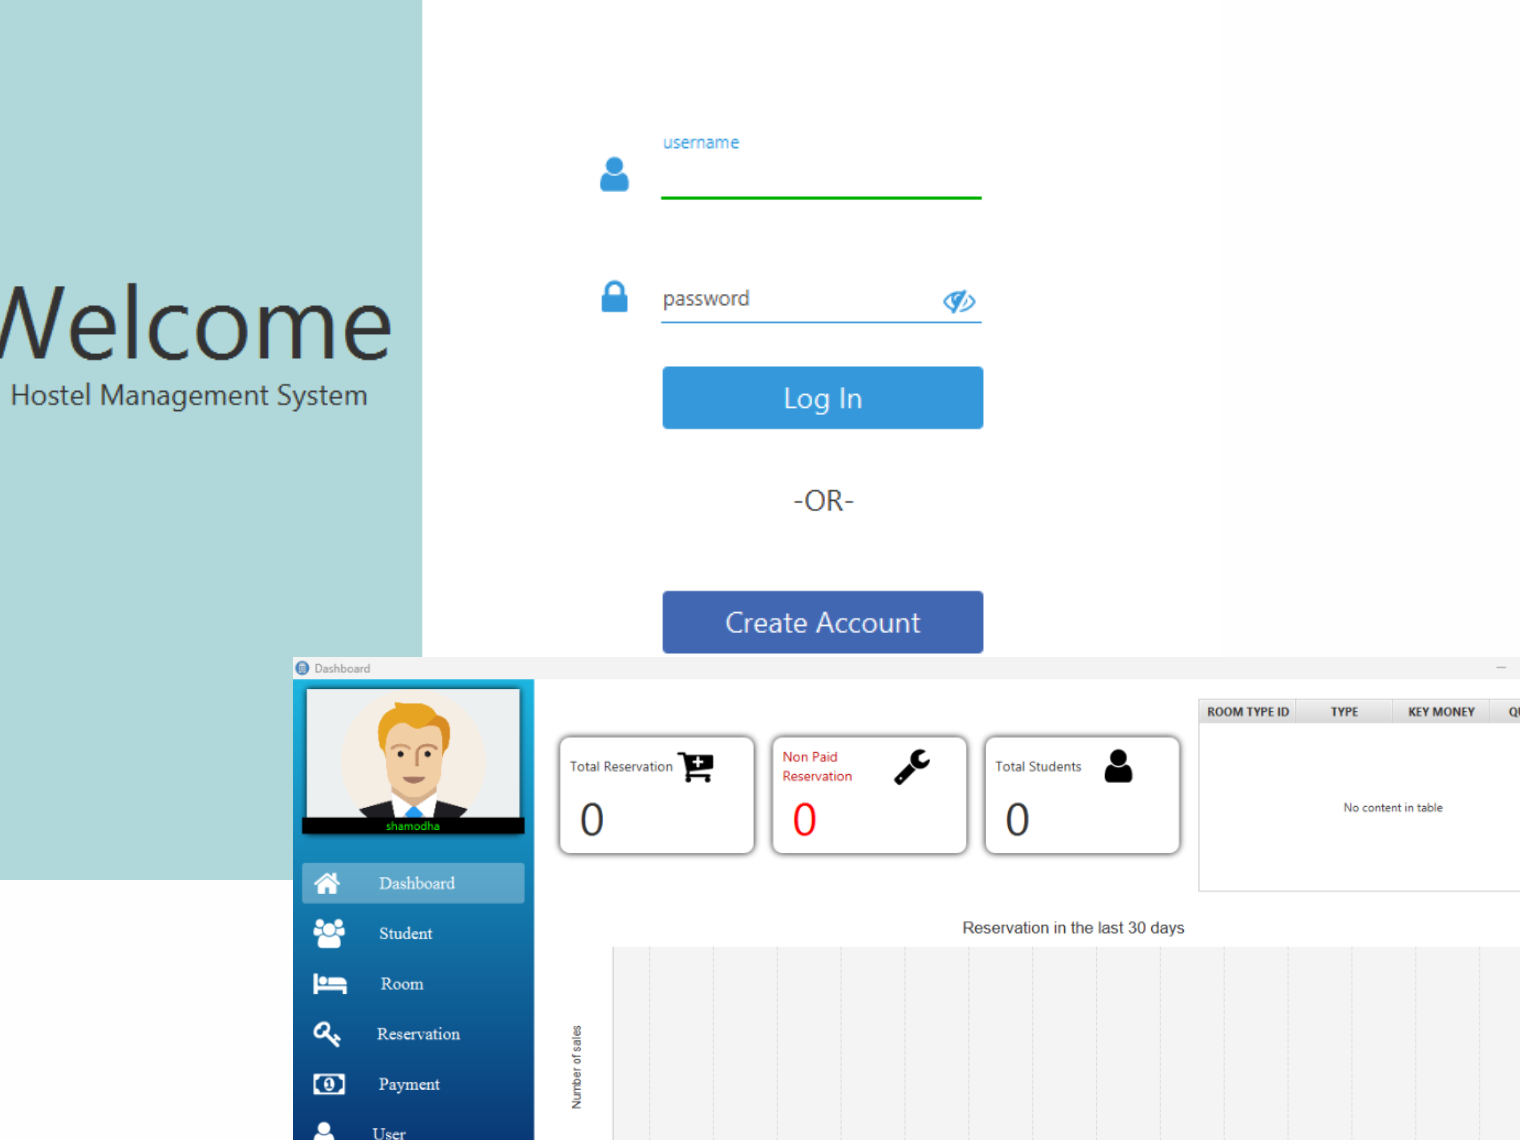 Welcome
Hostel Management System
username
password
Log In
-OR-
Create Account
Dashboard
shamodha
Dashboard
Student
Room
Reservation
Payment
User
Total Reservation
0
Non Paid
Reservation
0
Total Students
0
ROOM TYPE ID TYPE KEY MONEY
No content in table
Reservation in the last 30 days
Number of sales